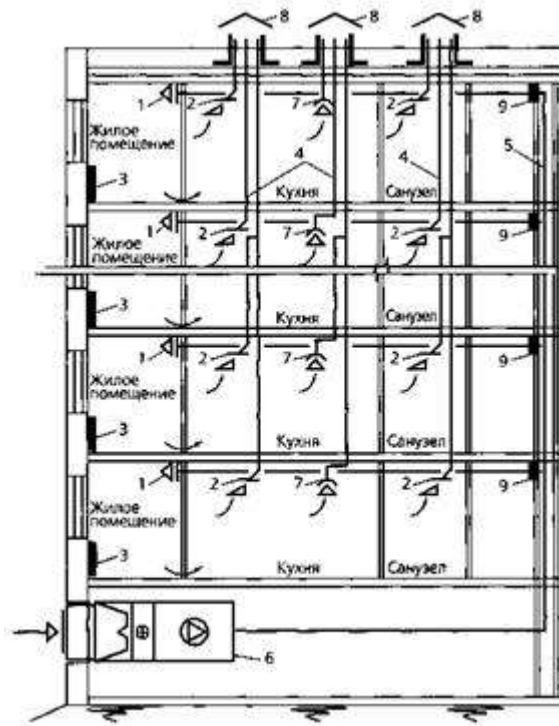 8 8 8
1 2 7 2 9
Жилое
помещение
4 4 5
3
Кухня Санузел
1 2 7 2 9
Жилое
помещение
3
Кухня Санузел
1 2 7 2 9
Жилое
помещение
3
Кухня Санузел
1 2 7 2 9
Жилое
помещение
3
Кухня Санузел
6